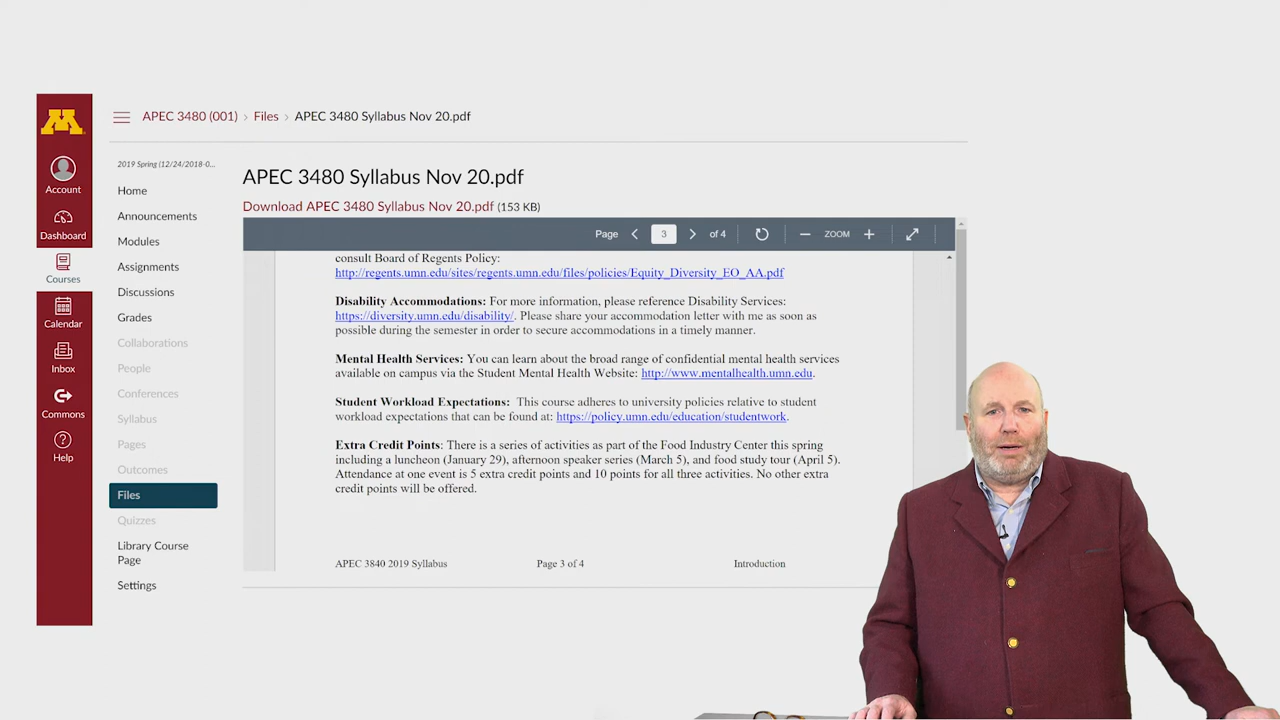 M
Account
Dashboard
Courses
Calendar
Inbox
Commons
Help
APEC 3480 (001) › Files › APEC 3480 Syllabus Nov 20.pdf
2019 Spring (12/24/2018-0...
Home
Announcements
Modules
Assignments
Discussions
Grades
Collaborations
People
Conferences
Syllabus
Pages
Outcomes
Files
Quizzes
Library Course
Page
Settings
APEC 3480 Syllabus Nov 20.pdf
Download APEC 3480 Syllabus Nov 20.pdf (153 KB)
Page 3 of 4 ZOOM
consult Board of Regents Policy:
http://regents.umn.edu/sites/regents.umn.edu/files/policies/Equity_Diversity_EO_AA.pdf
Disability Accommodations: For more information, please reference Disability Services:
https://diversity.umn.edu/disability/. Please share your accommodation letter with me as soon as
possible during the semester in order to secure accommodations in a timely manner.
Mental Health Services: You can learn about the broad range of confidential mental health services
available on campus via the Student Mental Health Website: http://www.mentalhealth.umn.edu.
Student Workload Expectations: This course adheres to university policies relative to student
workload expectations that can be found at: https://policy.umn.edu/education/studentwork.
Extra Credit Points: There is a series of activities as part of the Food Industry Center this spring
including a luncheon (January 29), afternoon speaker series (March 5), and food study tour (April 5).
Attendance at one event is 5 extra credit points and 10 points for all three activities. No other extra
credit points will be offered.
APEC 3840 2019 Syllabus Page 3 of 4 Introduction